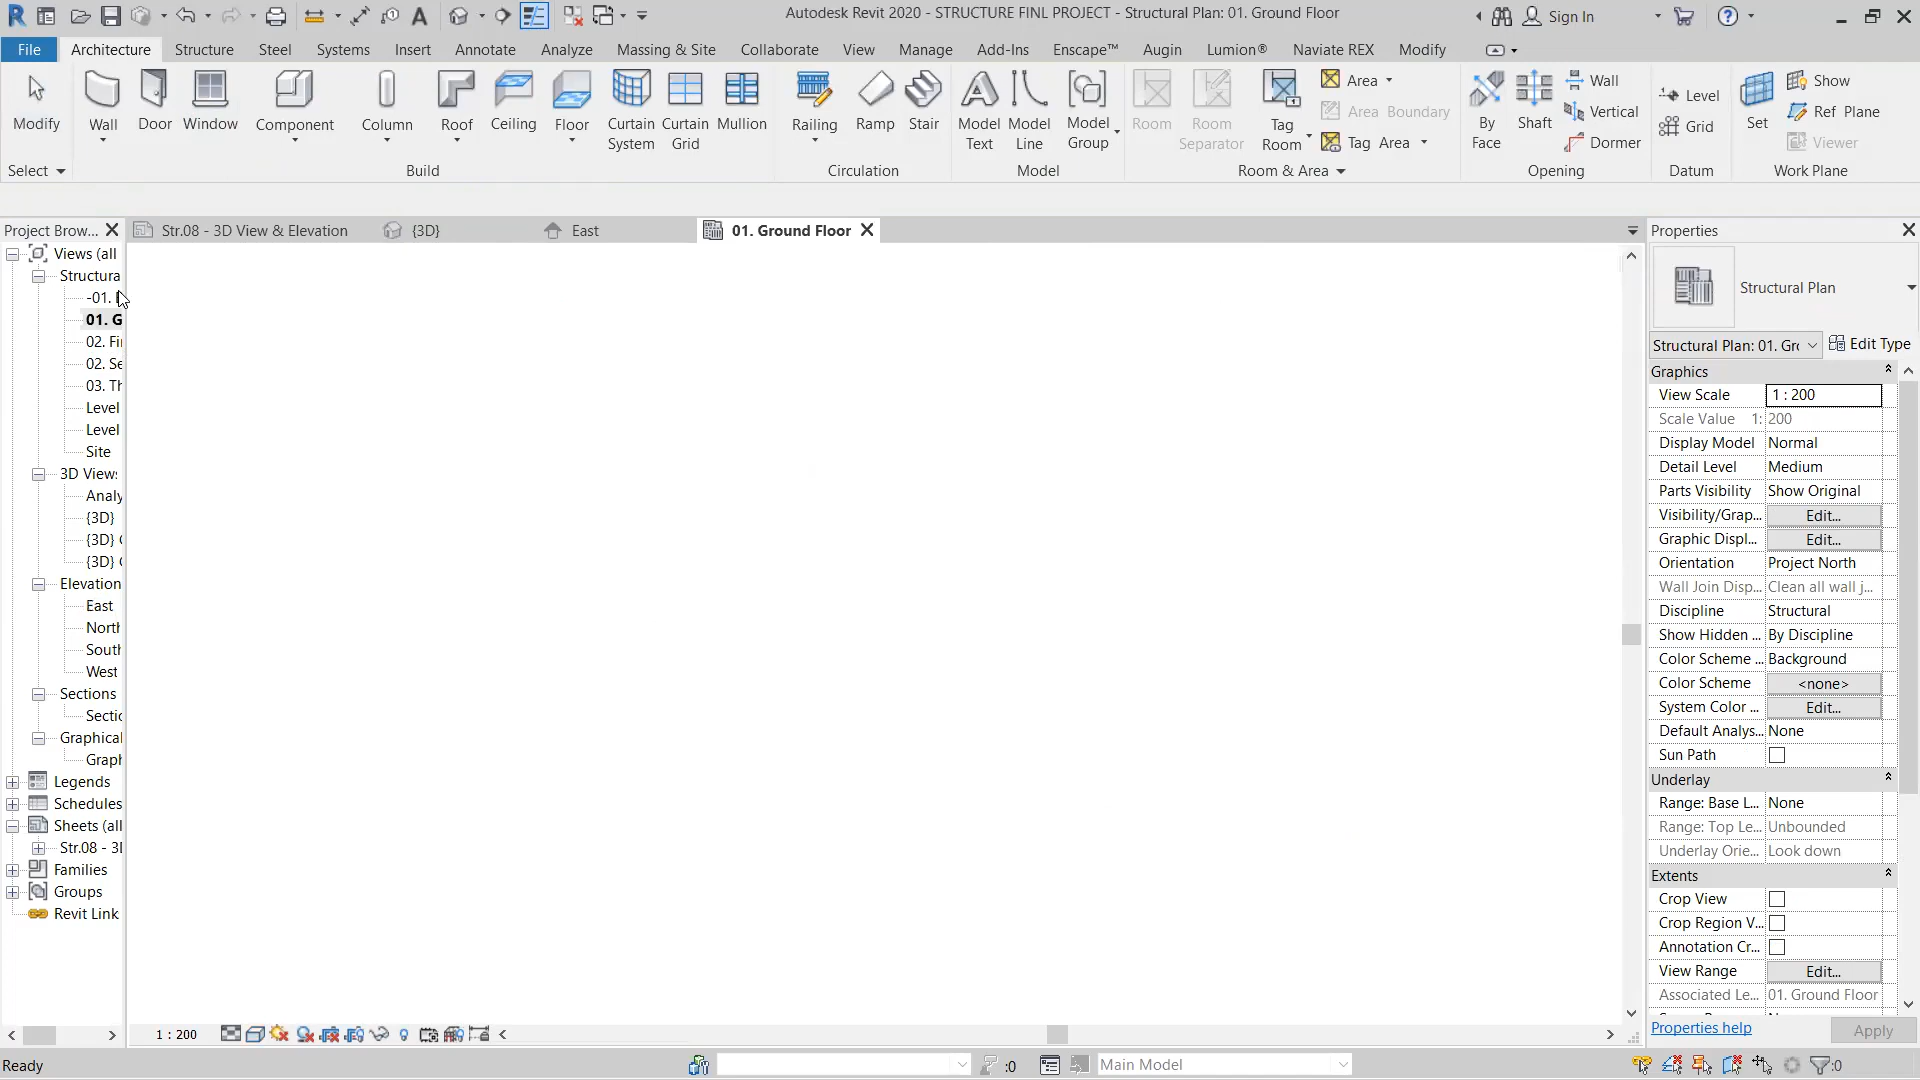 Autodesk Revit 2020 - STRUCTURE FINL PROJECT - Structural Plan: 01. Ground Floor
Sign In
File Architecture Structure Steel Systems Insert Annotate Analyze Massing & Site Collaborate View Manage Add-Ins Enscape™ Augin Lumion® Naviate REX Modify
Modify Wall Door Window Component Column Roof Ceiling Floor Curtain System Curtain Grid Mullion Railing Ramp Stair Model Text Model Line Model Group Room Room Separator Tag Room Area Area Boundary Tag Area By Face Shaft Wall Vertical Dormer Level Grid Set Show Ref Plane Viewer
Select Build Circulation Model Room & Area Opening Datum Work Plane
Project Brow...
Str.08 - 3D View & Elevation {3D} East 01. Ground Floor
Views (all
Structura
-01.
01. G
02. Fi
02. Se
03. Th
Level
Level
Site
3D Views
Analy
{3D}
{3D}
{3D}
Elevation
East
North
South
West
Sections
Sectio
Graphical
Graph
Legends
Schedules
Sheets (all
Str.08 - 3D
Families
Groups
Revit Link
Properties
Structural Plan
Structural Plan: 01. Gro Edit Type
Graphics
View Scale 1 : 200
Scale Value 1: 200
Display Model Normal
Detail Level Medium
Parts Visibility Show Original
Visibility/Grap... Edit...
Graphic Displ... Edit...
Orientation Project North
Wall Join Disp... Clean all wall j...
Discipline Structural
Show Hidden ... By Discipline
Color Scheme ... Background
Color Scheme <none>
System Color ... Edit...
Default Analys... None
Sun Path
Underlay
Range: Base L... None
Range: Top Le... Unbounded
Underlay Orie... Look down
Extents
Crop View
Crop Region V...
Annotation Cr...
View Range Edit...
Associated Le... 01. Ground Floor
Properties help Apply
1 : 200
Ready :0 Main Model :0